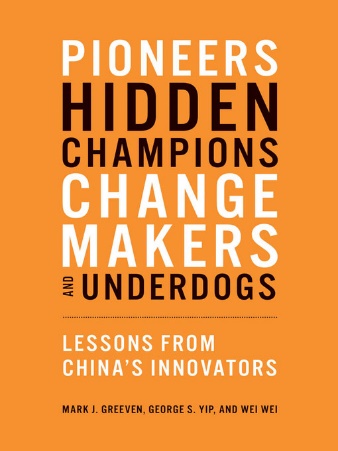 PIONEERS
HIDDEN
CHAMPIONS
CHANGE
MAKERS
AND UNDERDOGS
LESSONS FROM
CHINA'S INNOVATORS
MARK J. GREEVEN, GEORGE S. YIP, AND WEI WEI